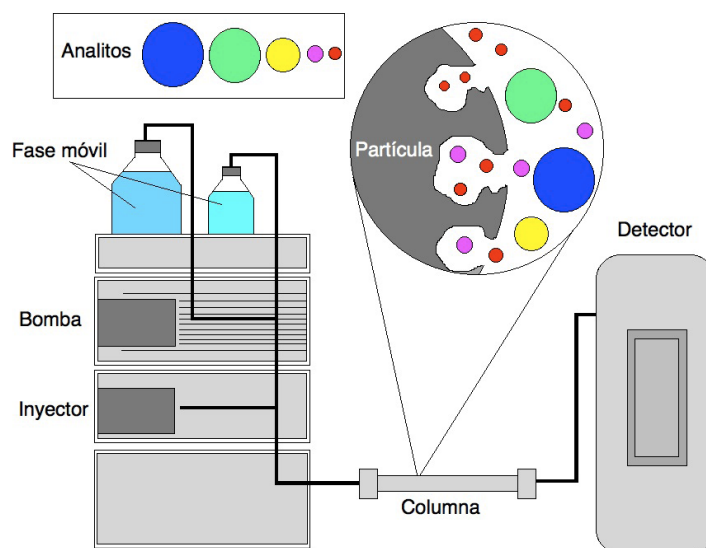 Analitos
Fase móvil
Partícula
Detector
Bomba
Inyector
Columna